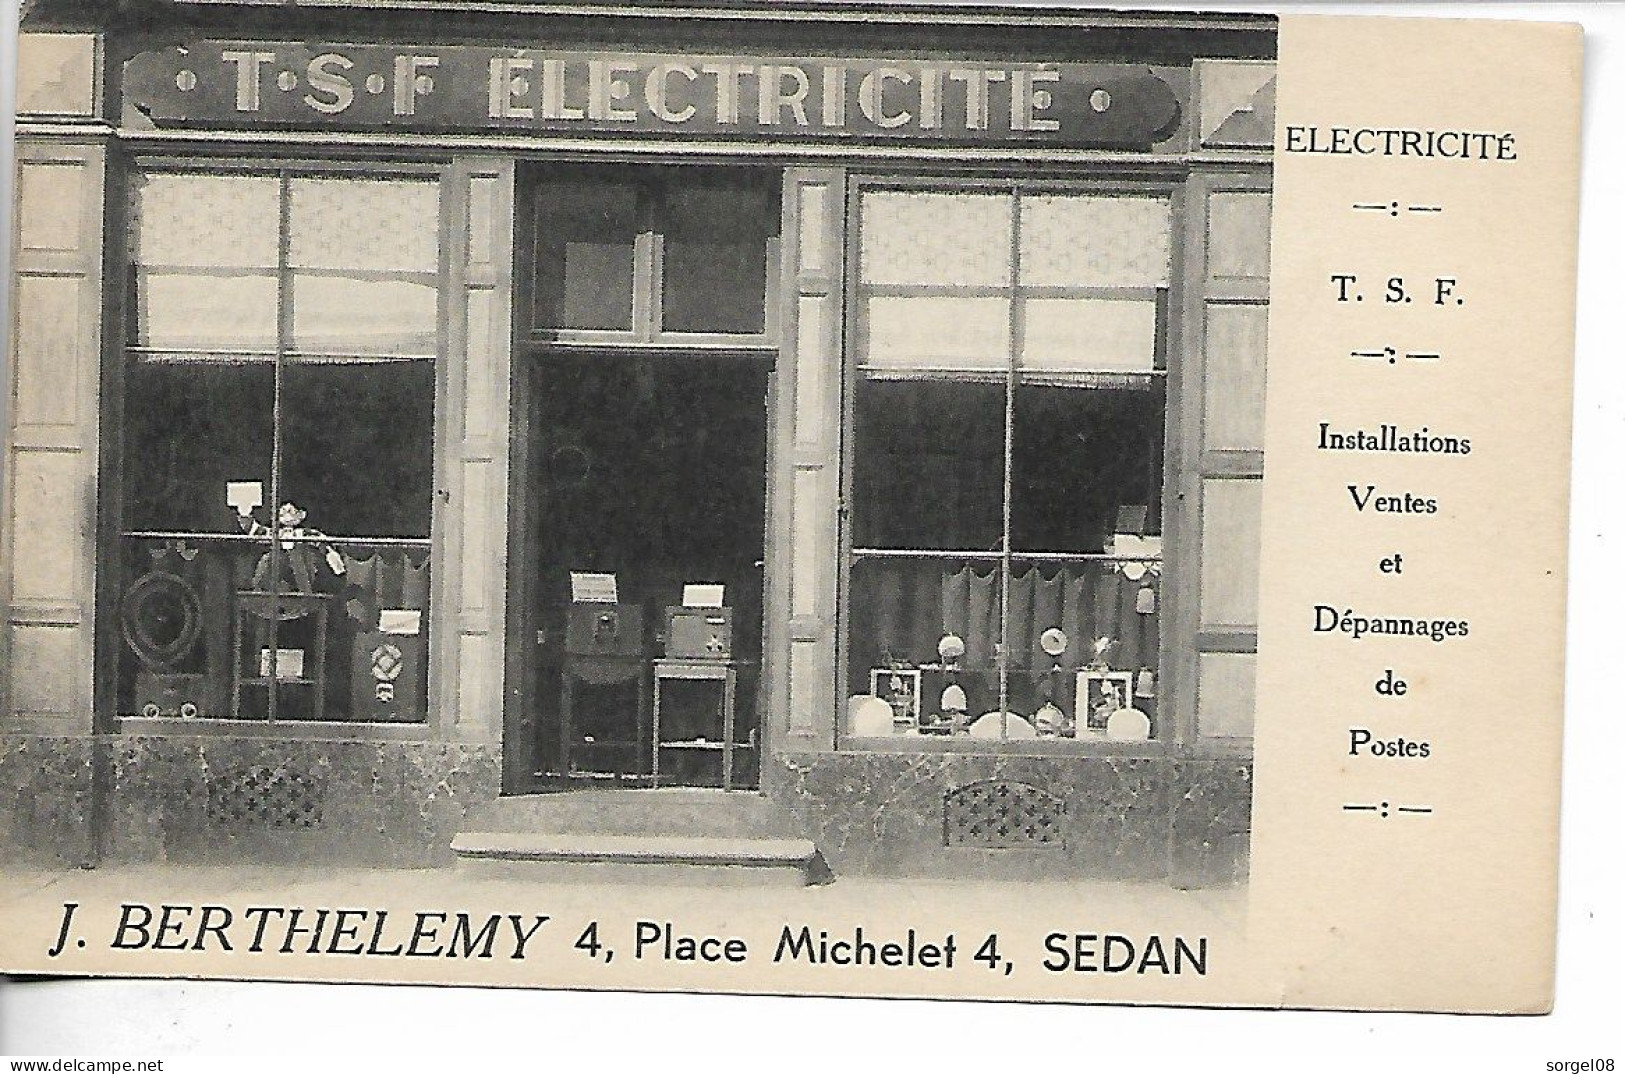 T·S·F ÉLECTRICITÉ
ELECTRICITÉ
—:—
T. S. F.
—:—
Installations
Ventes
et
Dépannages
de
Postes
—:—
J. BERTHELEMY 4, Place Michelet 4, SEDAN
sorgel08